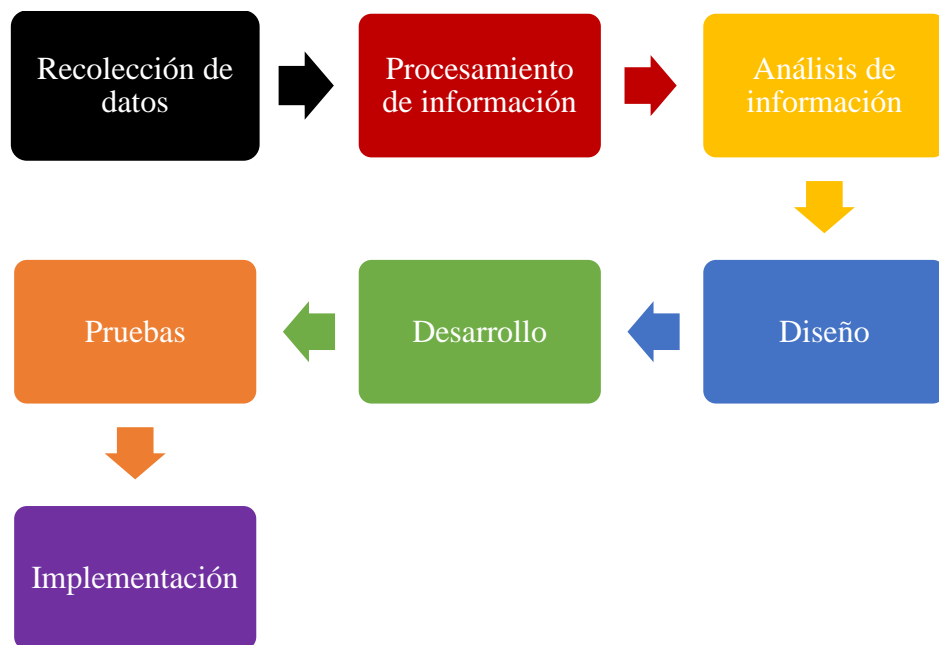 Recolección de
datos
Procesamiento
de información
Análisis de
información
Diseño
Desarrollo
Pruebas
Implementación